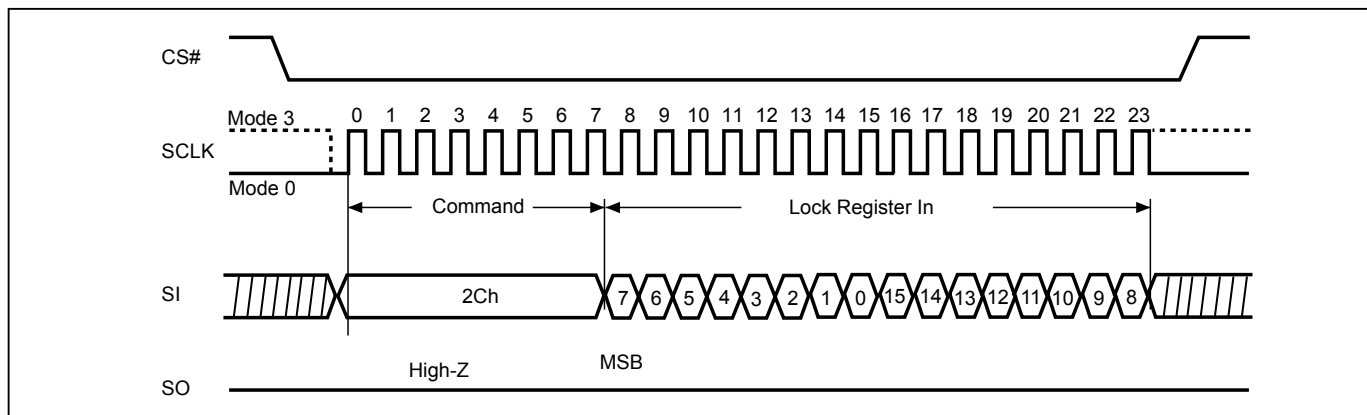 CS#
Mode 3
0 1 2 3 4 5 6 7 8 9 10 11 12 13 14 15 16 17 18 19 20 21 22 23
SCLK
Mode 0
Command
Lock Register In
SI
2Ch
7 6 5 4 3 2 1 0 15 14 13 12 11 10 9 8
High-Z
MSB
SO